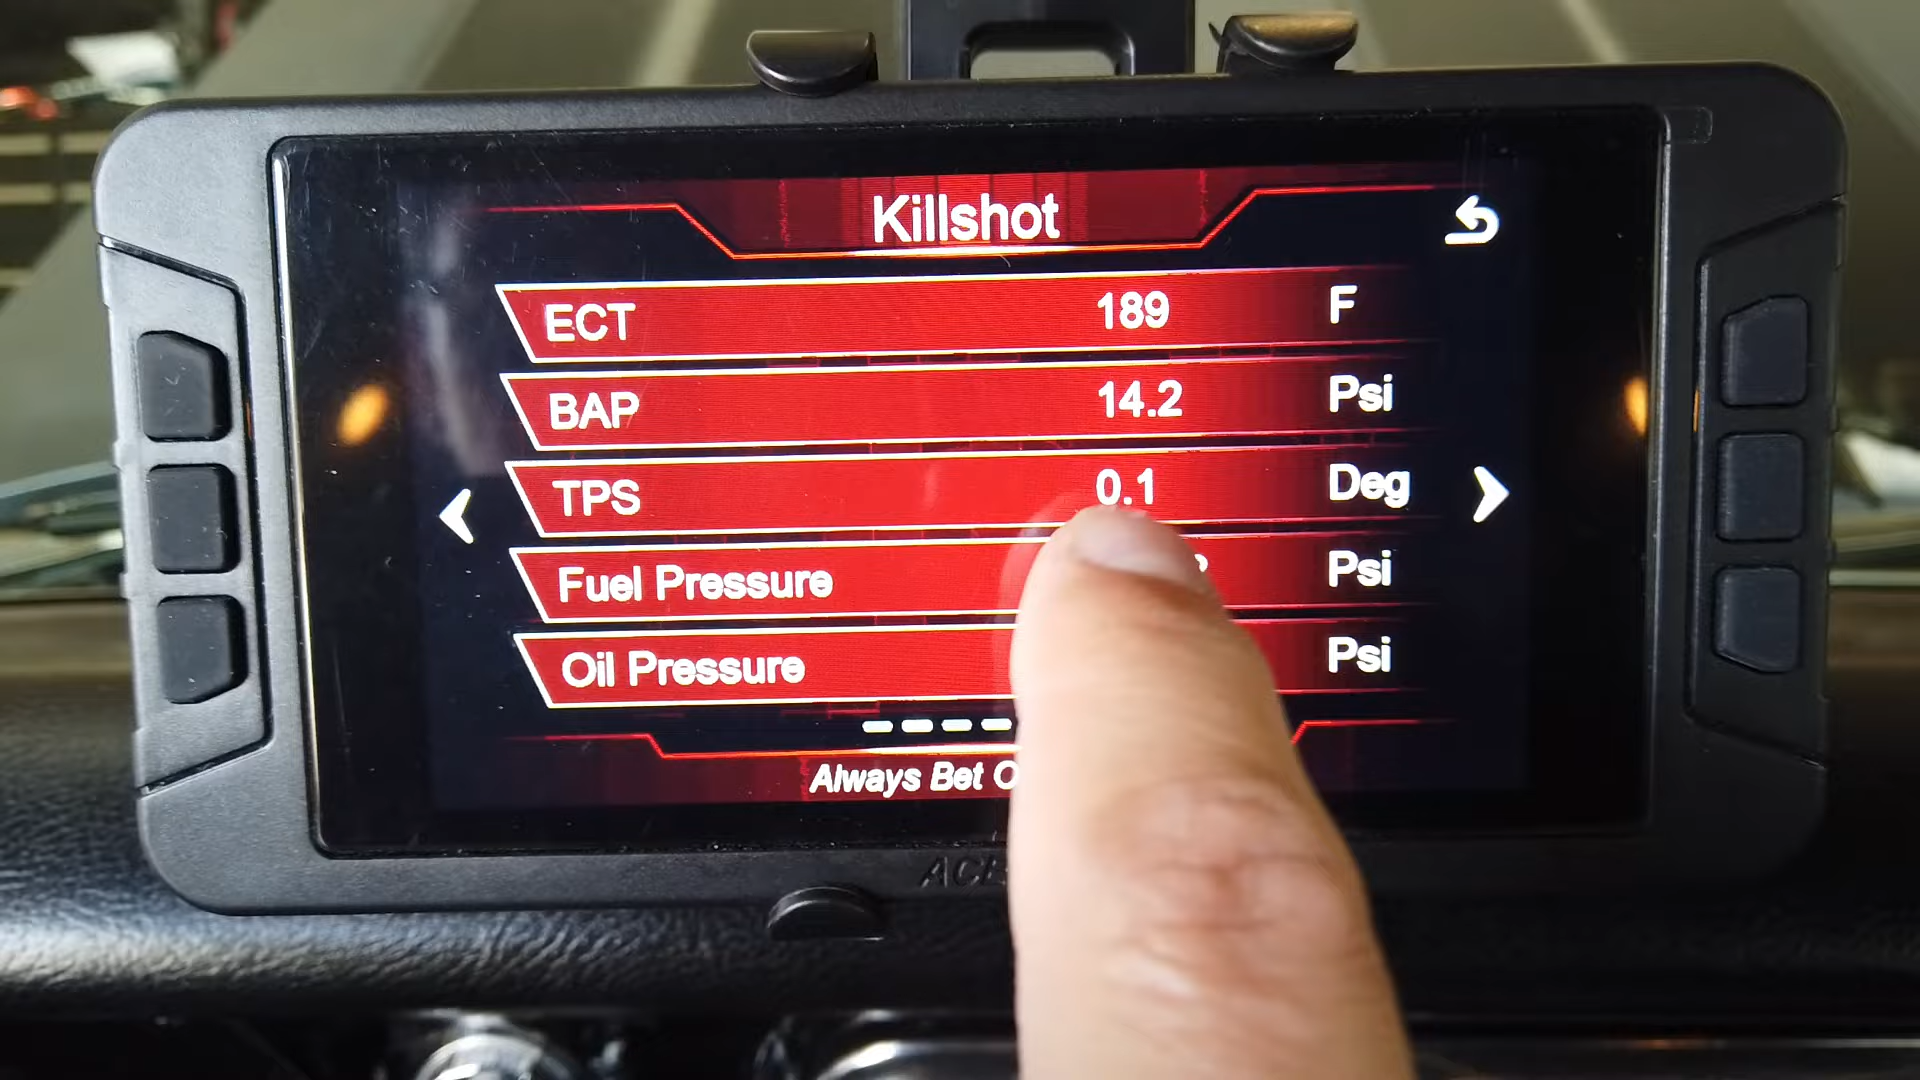 Killshot
ECT 189 F
BAP 14.2 Psi
TPS 0.1 Deg
Fuel Pressure Psi
Oil Pressure Psi
Always Bet